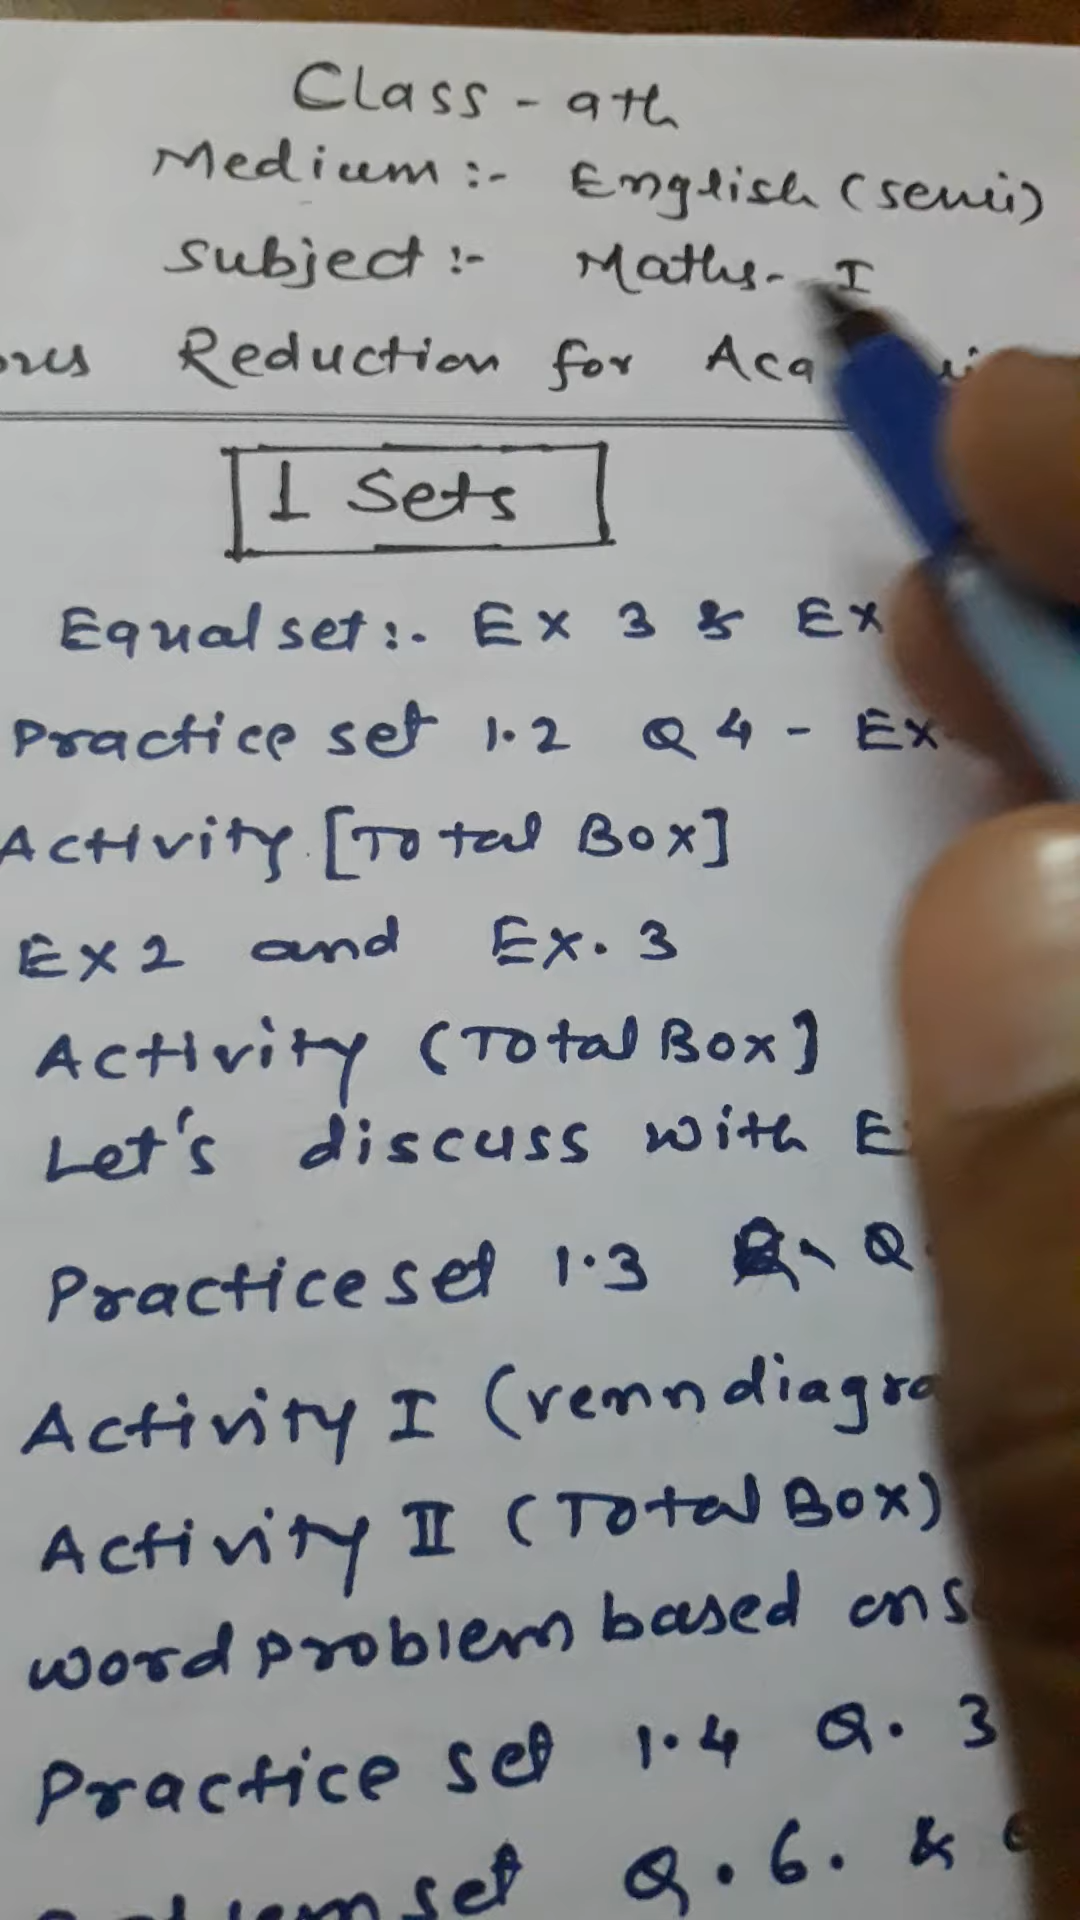 Class - 9th
Medium :- English (semi)
Subject :- Maths - I
Reduction for
1 Sets
Equal set :- Ex 3 & Ex
Practice set 1.2 Q 4 - Ex
Activity [Total Box]
Ex 2 and Ex. 3
Activity (Total Box]
Let's discuss with
Practice set 1.3 Q
Activity I (venn
Activity II (Total Box)
word problem based on
Practice set 1.4 Q. 3
set Q. 6. &